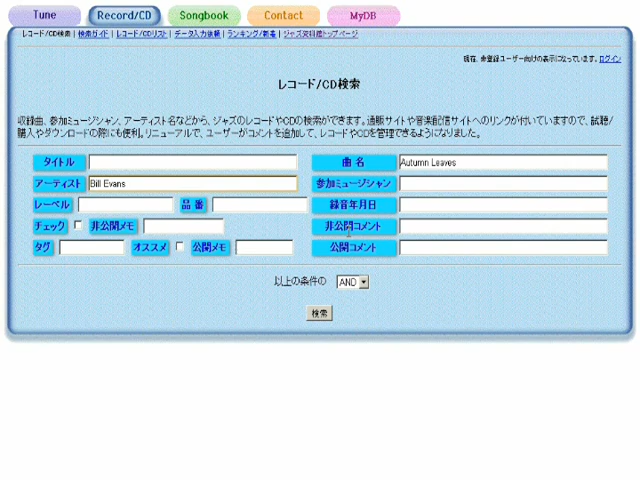 Tune Record/CD Songbook Contact MyDB
レコード/CD検索 | 検索ガイド | レコード/CDリスト | データ入力依頼 | ランキング/新着 | ジャズ資料館トップページ
現在、非登録ユーザー向けの表示になっています。ログイン
レコード/CD検索
収録曲、参加ミュージシャン、アーティスト名などから、ジャズのレコードやCDの検索ができます。通販サイトや音楽配信サイトへのリンクが付いていますので、試聴/
購入やダウンロードの際にも便利。リニューアルで、ユーザーがコメントを追加して、レコードやCDを管理できるようになりました。
タイトル 曲 名 Autumn Leaves
アーティスト Bill Evans 参加ミュージシャン
レーベル 品 番 録音年月日
チェック 非公開メモ 非公開コメント
タグ オススメ 公開メモ 公開コメント
以上の条件の AND
検索